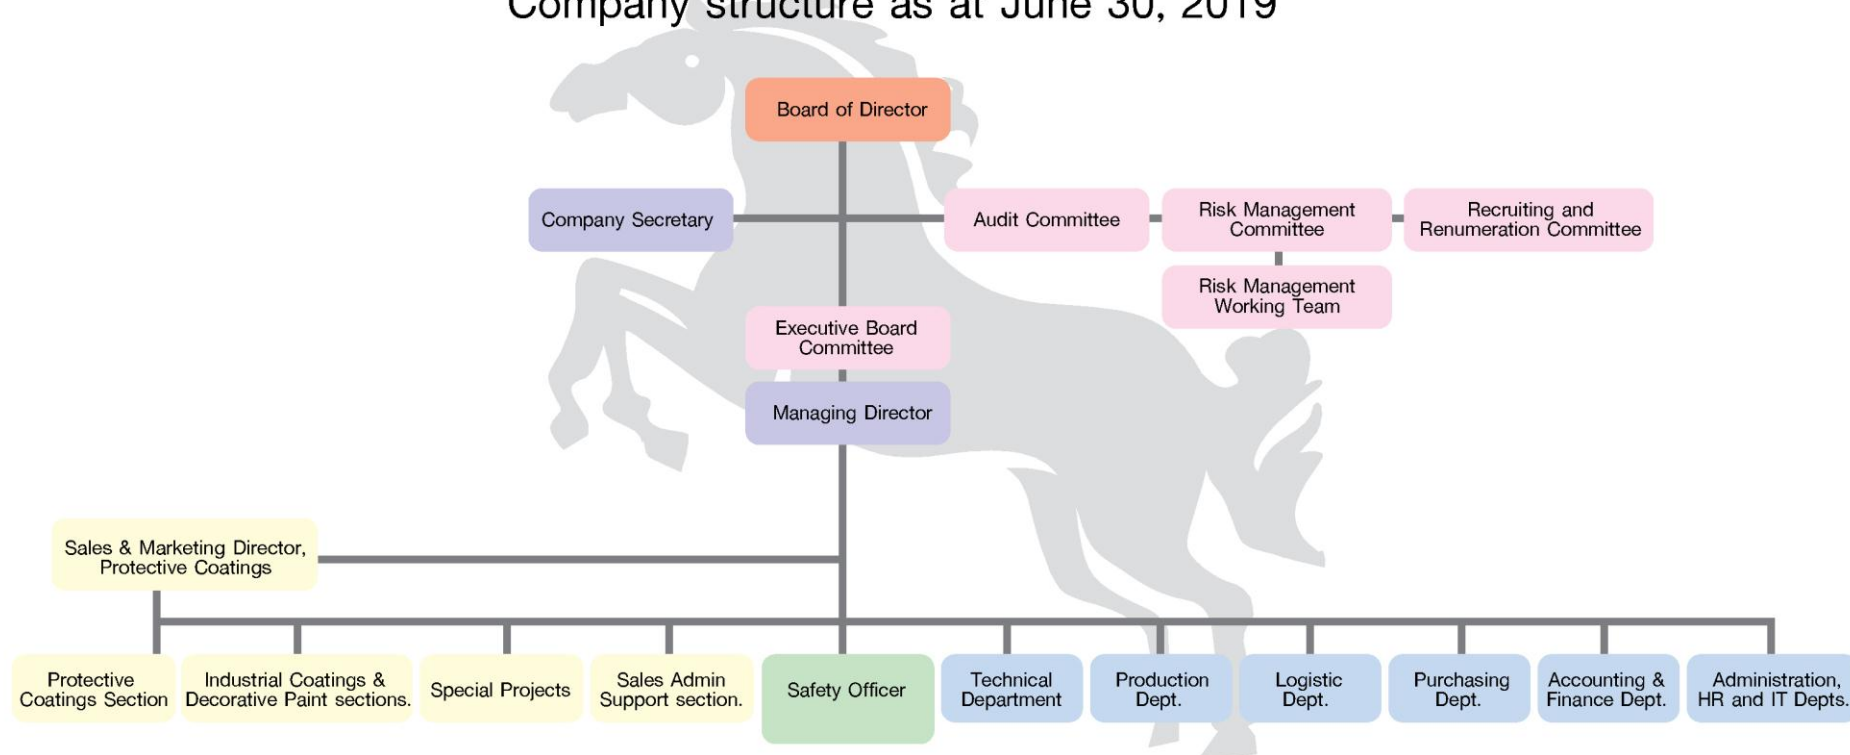 Company structure as at June 30, 2019
Board of Director
Company Secretary
Audit Committee
Risk Management
Committee
Recruiting and
Renumeration Committee
Risk Management
Working Team
Executive Board
Committee
Managing Director
Sales & Marketing Director,
Protective Coatings
Protective
Coatings Section
Industrial Coatings &
Decorative Paint sections.
Special Projects
Sales Admin
Support section.
Safety Officer
Technical
Department
Production
Dept.
Logistic
Dept.
Purchasing
Dept.
Accounting &
Finance Dept.
Administration,
HR and IT Depts.